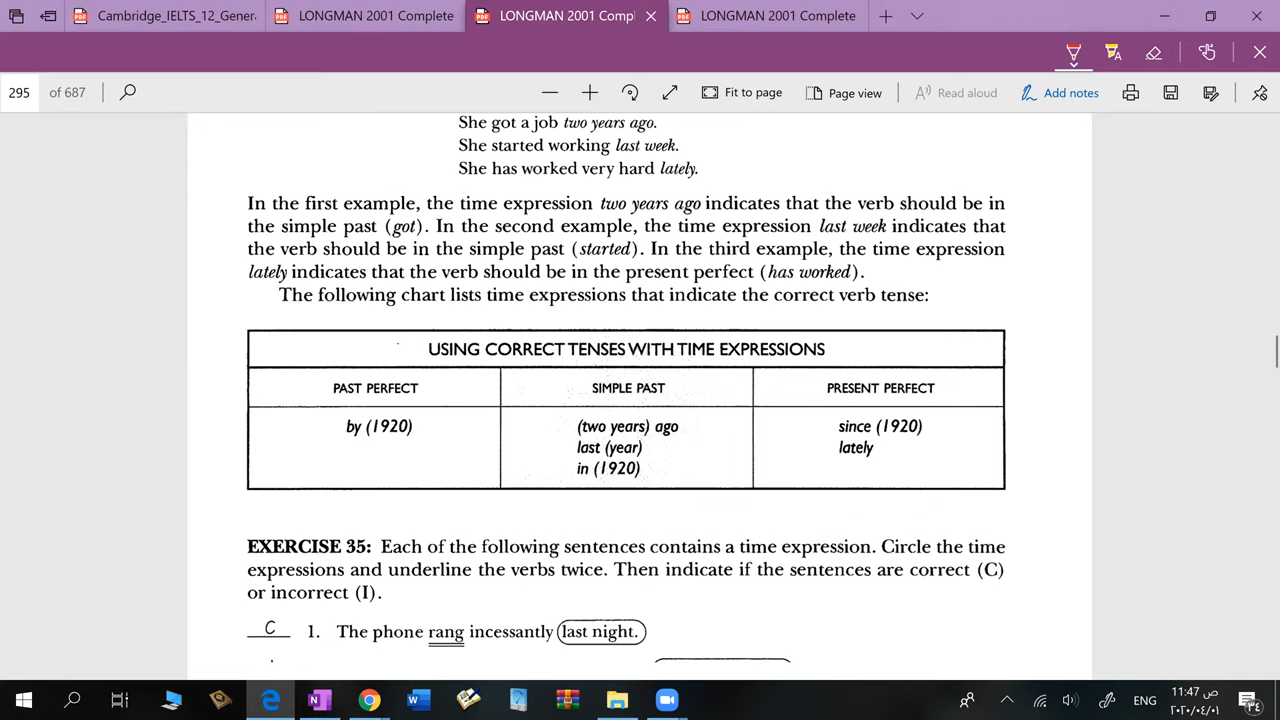 Cambridge_IELTS_12_Genera
LONGMAN 2001 Complete
LONGMAN 2001 Compl
LONGMAN 2001 Complete
295 of 687
Fit to page
Page view
Read aloud
Add notes
She got a job two years ago.
She started working last week.
She has worked very hard lately.
In the first example, the time expression two years ago indicates that the verb should be in
the simple past (got). In the second example, the time expression last week indicates that
the verb should be in the simple past (started). In the third example, the time expression
lately indicates that the verb should be in the present perfect (has worked).
The following chart lists time expressions that indicate the correct verb tense:
USING CORRECT TENSES WITH TIME EXPRESSIONS
PAST PERFECT SIMPLE PAST PRESENT PERFECT
by (1920) (two years) ago since (1920)
last (year) lately
in (1920)
EXERCISE 35: Each of the following sentences contains a time expression. Circle the time
expressions and underline the verbs twice. Then indicate if the sentences are correct (C)
or incorrect (I).
C 1. The phone rang incessantly last night.
ENG
11:47 ص